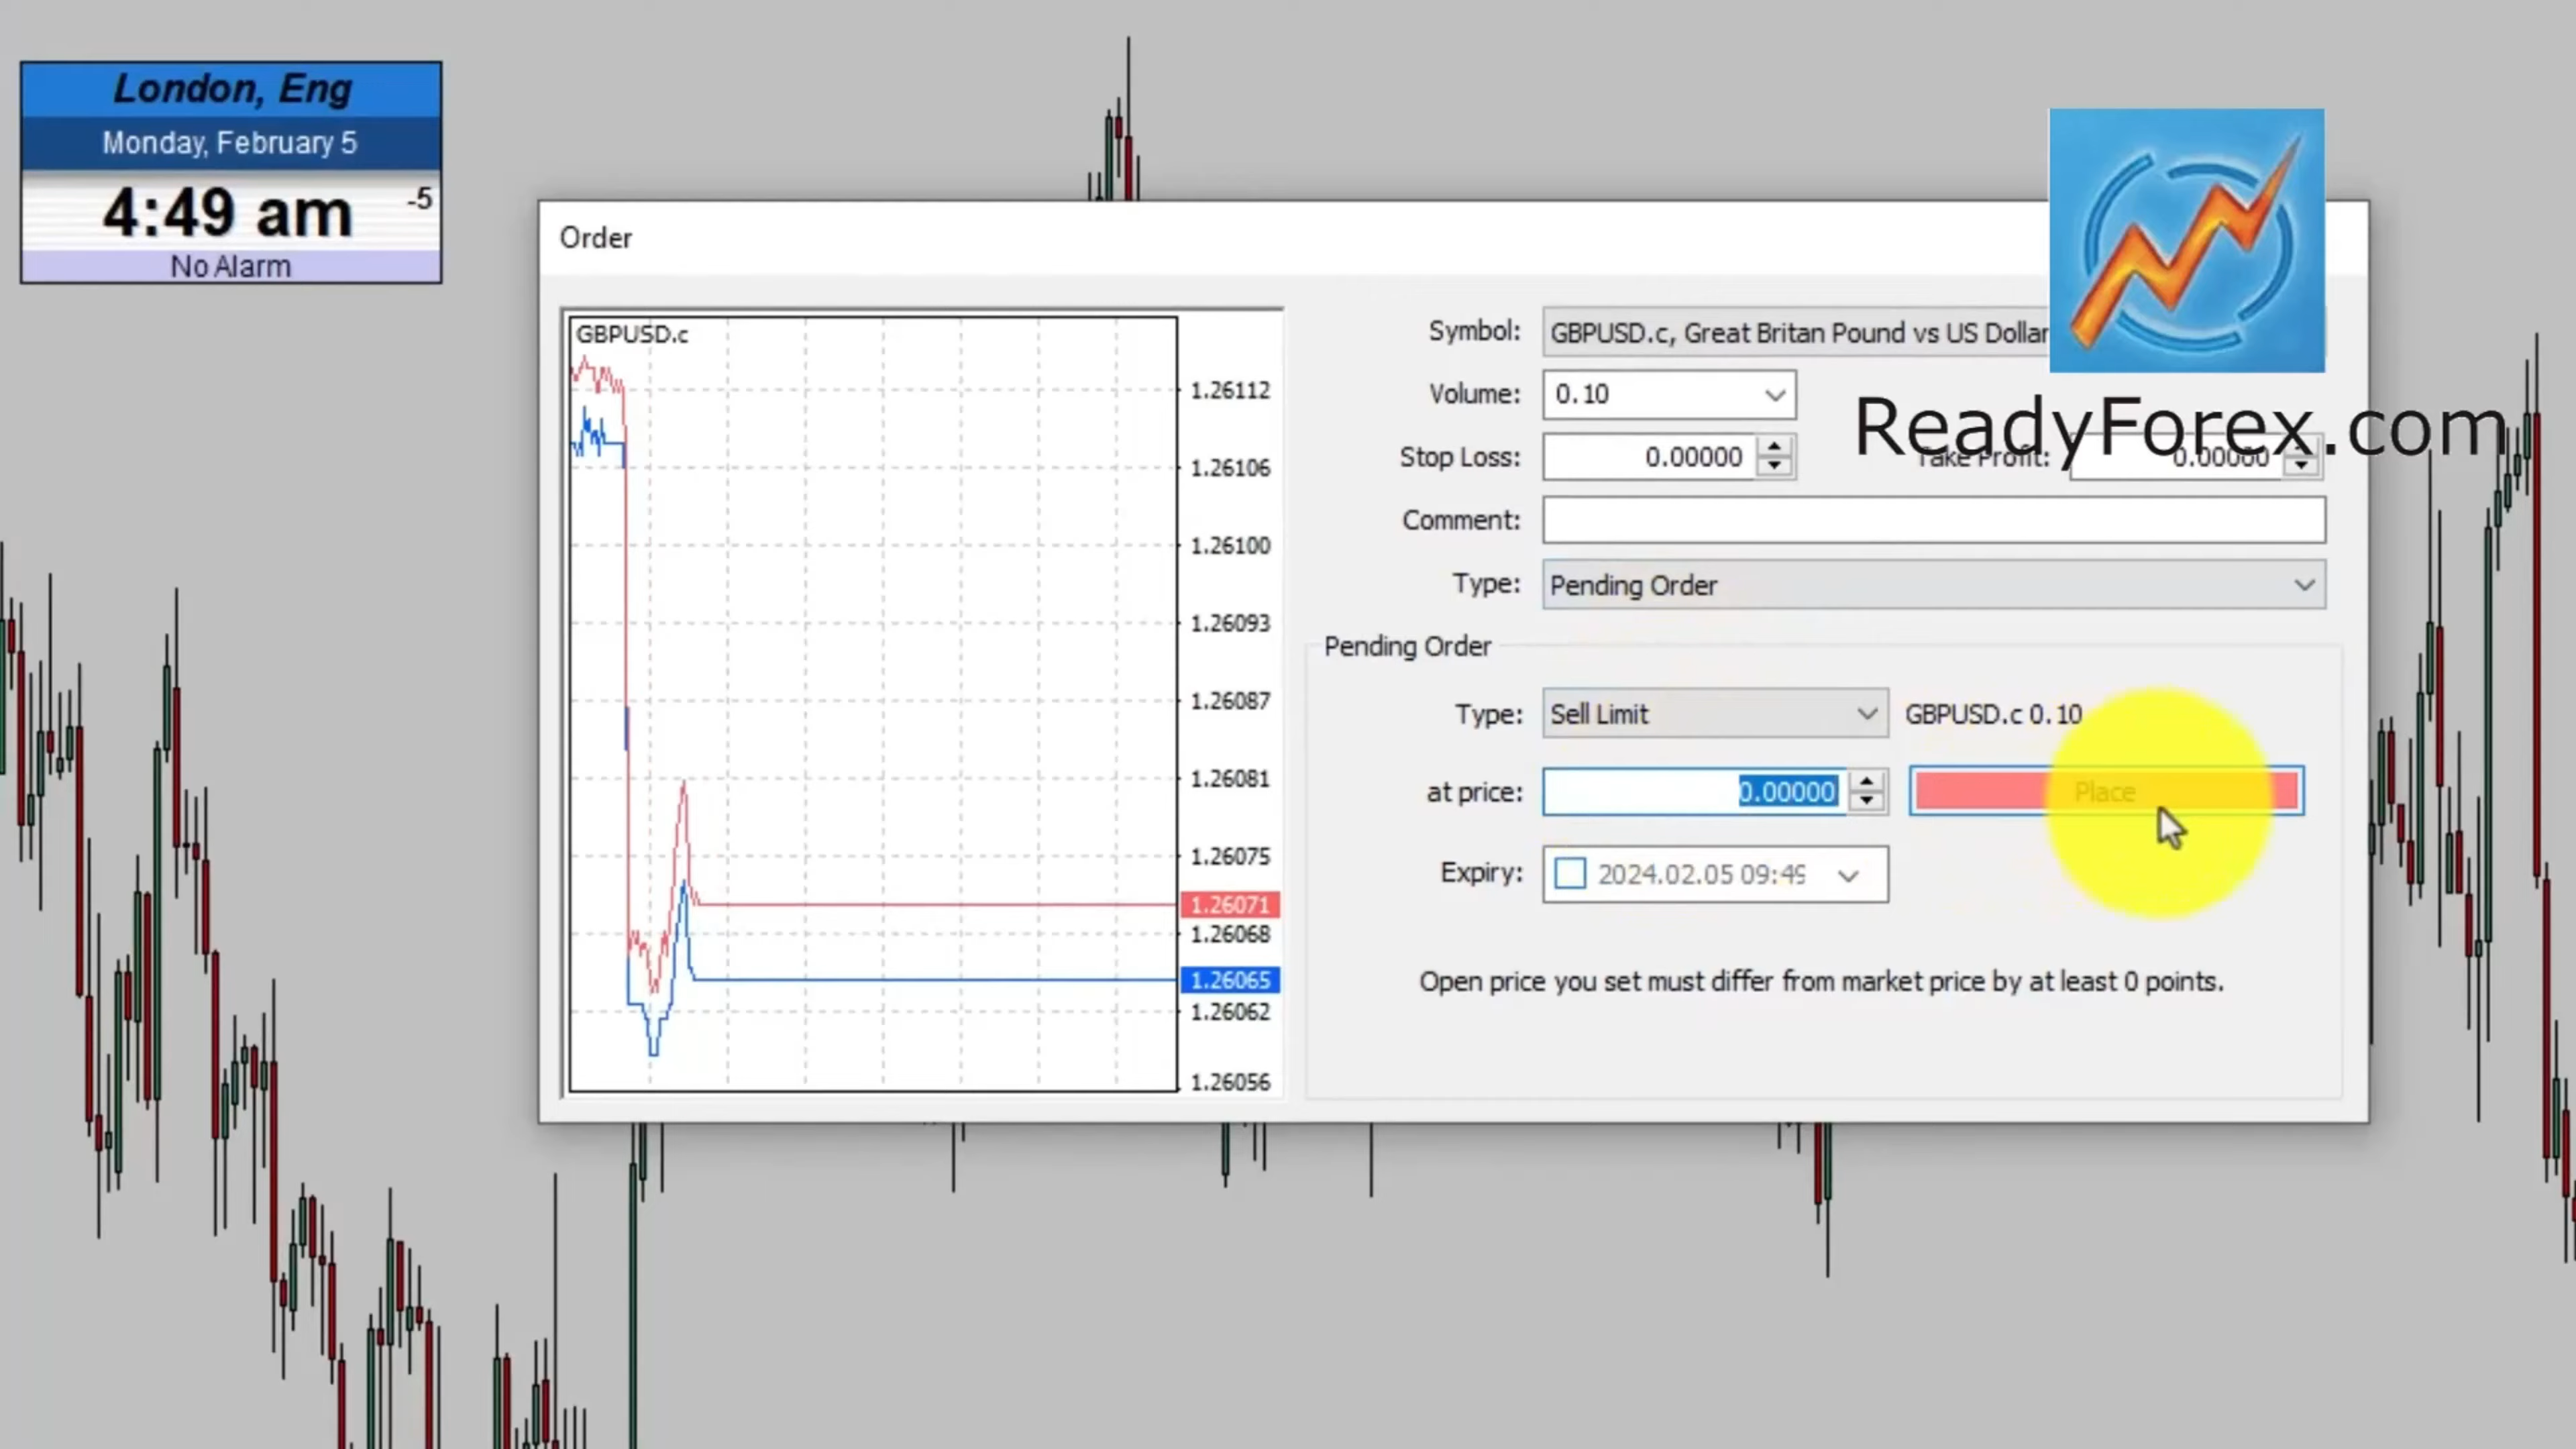 London, Eng
Monday, February 5
4:49 am -5
No Alarm
Order
GBPUSD.c
1.26112
1.26106
1.26100
1.26093
1.26087
1.26081
1.26075
1.26071
1.26068
1.26065
1.26062
1.26056
Symbol: GBPUSD.c, Great Britan Pound vs US Dollar
Volume: 0.10
ReadyForex.com
Stop Loss: 0.00000 Take Profit: 0.00000
Comment:
Type: Pending Order
Pending Order
Type: Sell Limit GBPUSD.c 0.10
at price: 0.00000 Place
Expiry: 2024.02.05 09:49
Open price you set must differ from market price by at least 0 points.